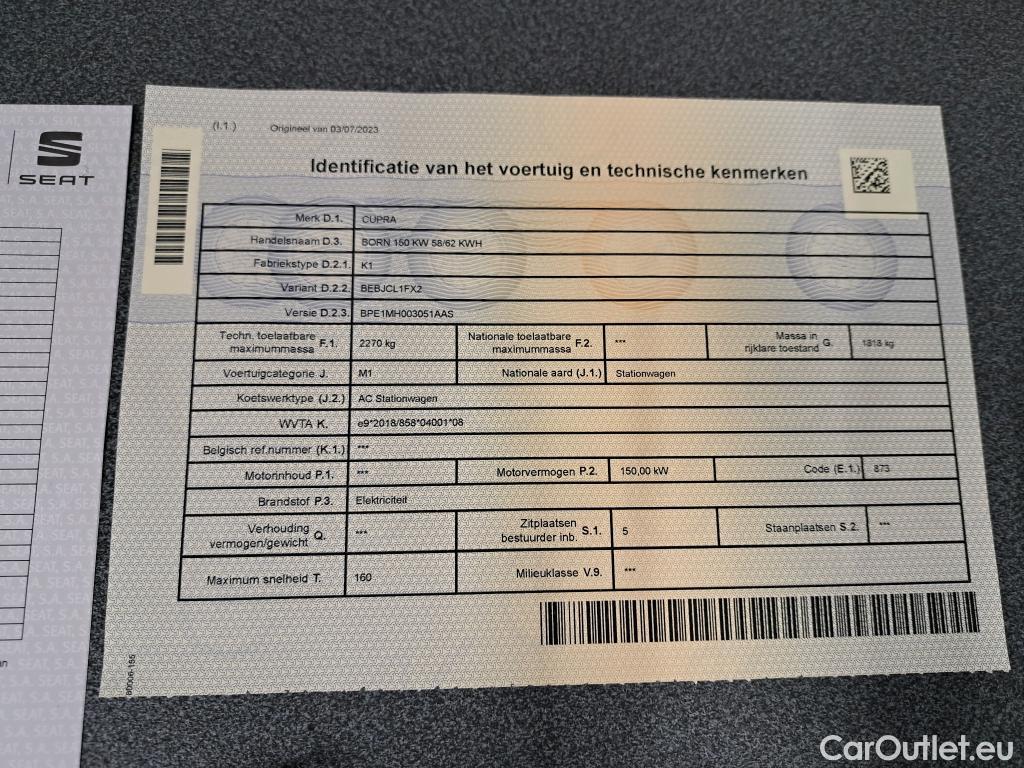 SEAT
(I.1.) Origineel van 03/07/2023
Identificatie van het voertuig en technische kenmerken
Merk D.1. CUPRA
Handelsnaam D.3. BORN 150 KW 58/62 KWH
Fabriekstype D.2.1. K1
Variant D.2.2. BEBJCL1FX2
Versie D.2.3. BPE1MH003051AAS
Techn. toelaatbare maximummassa F.1. 2270 kg Nationale toelaatbare maximummassa F.2. *** Massa in rijklare toestand G. 1818 kg
Voertuigcategorie J. M1 Nationale aard (J.1.) Stationwagen
Koetswerktype (J.2.) AC Stationwagen
WVTA K. e9*2018/858*04001*08
Belgisch ref.nummer (K.1.) ***
Motorinhoud P.1. *** Motorvermogen P.2. 150,00 kW Code (E.1.) 873
Brandstof P.3. Elektriciteit
Verhouding vermogen/gewicht Q. *** Zitplaatsen bestuurder inb. S.1. 5 Staanplaatsen S.2. ***
Maximum snelheid T. 160 Milieuklasse V.9. ***
CarOutlet.eu